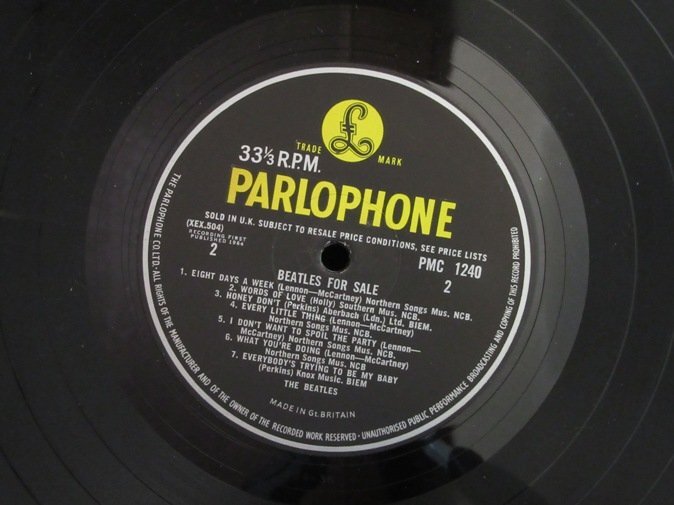 TRADE MARK
33⅓ R.P.M.
PARLOPHONE
SOLD IN U.K. SUBJECT TO RESALE PRICE CONDITIONS, SEE PRICE LISTS
(XEX.504)
RECORDING FIRST
PUBLISHED 1964
2
PMC 1240
2
BEATLES FOR SALE
1. EIGHT DAYS A WEEK (Lennon—McCartney) Northern Songs Mus. NCB.
2. WORDS OF LOVE (Holly) Southern Mus. NCB.
3. HONEY DON'T (Perkins) Aberbach (Ldn.) Ltd. BIEM.
4. EVERY LITTLE THING (Lennon—McCartney)
Northern Songs Mus. NCB.
5. I DON'T WANT TO SPOIL THE PARTY (Lennon—
McCartney) Northern Songs Mus. NCB.
6. WHAT YOU'RE DOING (Lennon—McCartney)
Northern Songs Mus. NCB
7. EVERYBODY'S TRYING TO BE MY BABY
(Perkins) Knox Music. BIEM
THE BEATLES
MADE IN Gt. BRITAIN
THE PARLOPHONE CO. LTD.· ALL RIGHTS OF THE MANUFACTURER AND OF THE OWNER OF THE RECORDED WORK RESERVED · UNAUTHORISED PUBLIC PERFORMANCE BROADCASTING AND COPYING OF THIS RECORD PROHIBITED